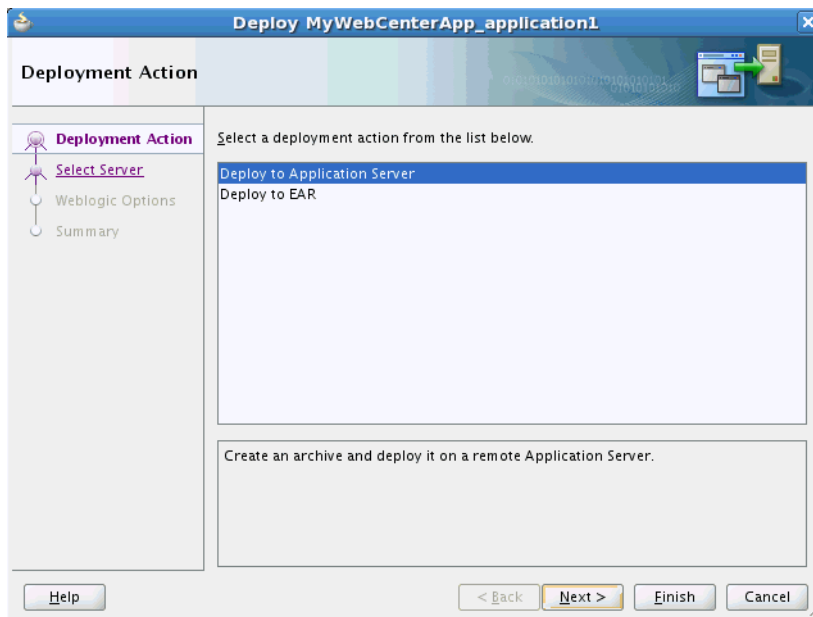 Deploy MyWebCenterApp_application1
Deployment Action
Deployment Action
Select Server
Weblogic Options
Summary
Select a deployment action from the list below.
Deploy to Application Server
Deploy to EAR
Create an archive and deploy it on a remote Application Server.
Help
< Back
Next >
Finish
Cancel